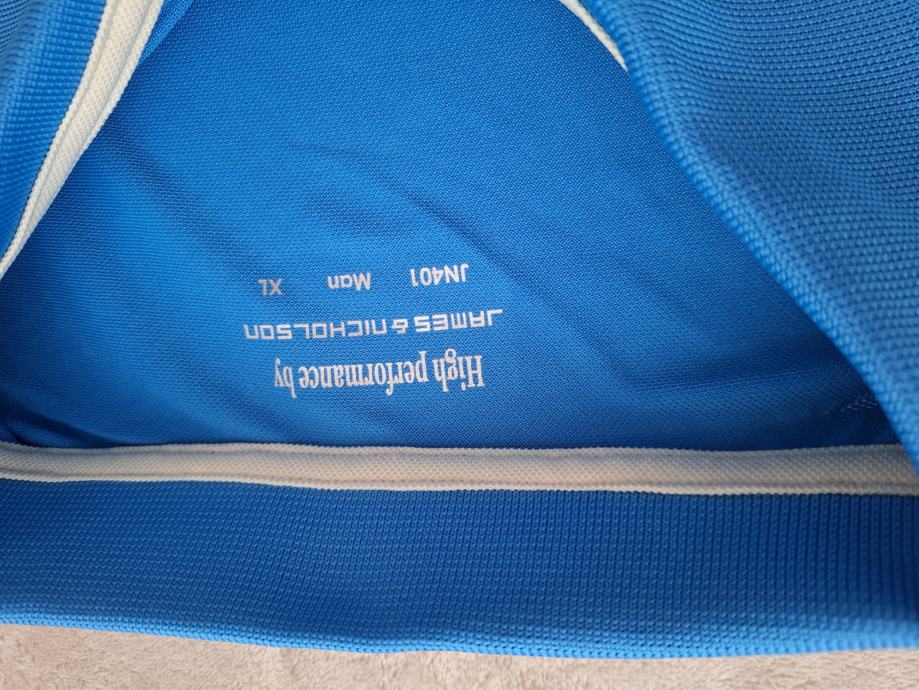 High performance by
JAMES & NICHOLSON
JN401 Man XL